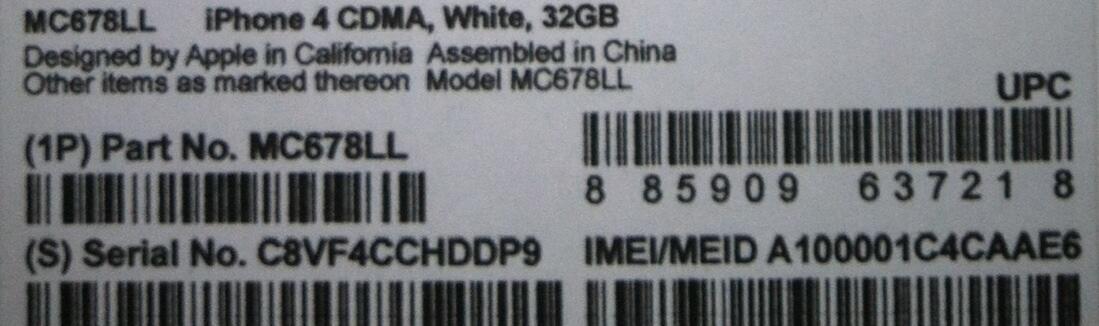 MC678LL iPhone 4 CDMA, White, 32GB
Designed by Apple in California Assembled in China
Other items as marked thereon Model MC678LL
UPC
(1P) Part No. MC678LL
8 85909 63721 8
(S) Serial No. C8VF4CCHDDP9
IMEI/MEID A100001C4CAAE6